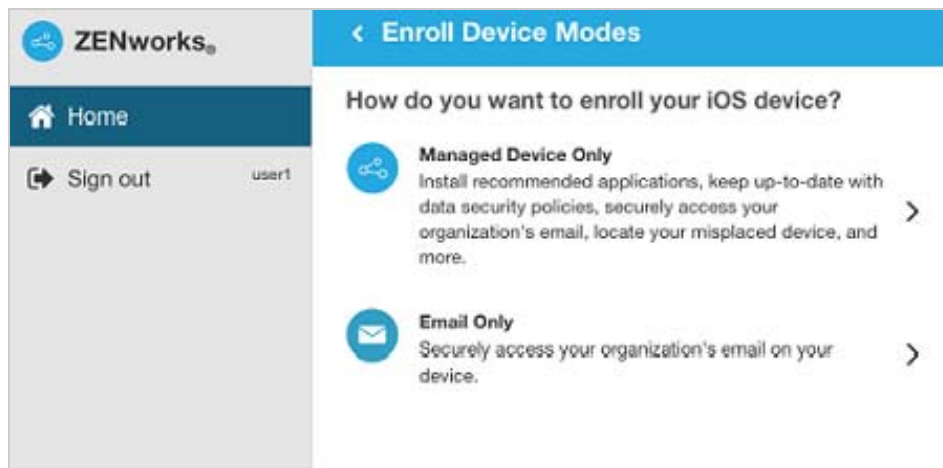 ZENworks®
Home
Sign out user1
Enroll Device Modes
How do you want to enroll your iOS device?
Managed Device Only
Install recommended applications, keep up-to-date with
data security policies, securely access your
organization's email, locate your misplaced device, and
more.
Email Only
Securely access your organization's email on your
device.